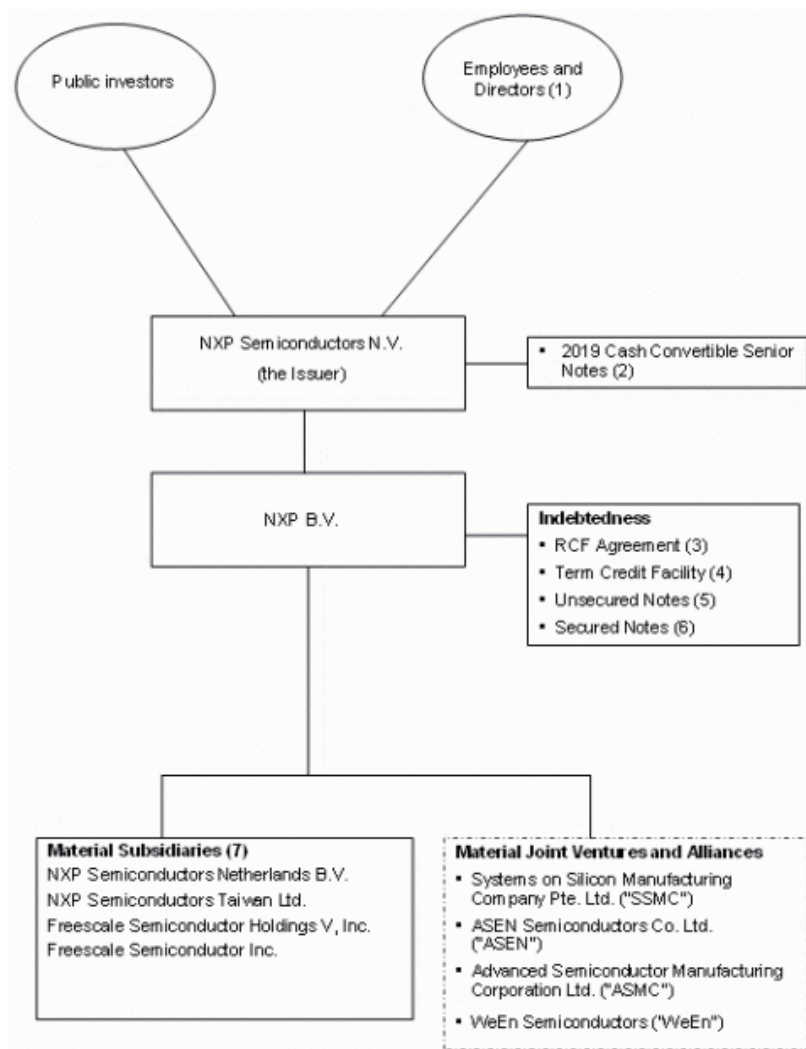 Public investors
Employees and
Directors (1)
NXP Semiconductors N.V.
(the Issuer)
▪ 2019 Cash Convertible Senior
Notes (2)
NXP B.V.
Indebtedness
▪ RCF Agreement (3)
▪ Term Credit Facility (4)
▪ Unsecured Notes (5)
▪ Secured Notes (6)
Material Subsidiaries (7)
NXP Semiconductors Netherlands B.V.
NXP Semiconductors Taiwan Ltd.
Freescale Semiconductor Holdings V, Inc.
Freescale Semiconductor Inc.
Material Joint Ventures and Alliances
▪ Systems on Silicon Manufacturing
Company Pte. Ltd. ("SSMC")
▪ ASEN Semiconductors Co. Ltd.
("ASEN")
▪ Advanced Semiconductor Manufacturing
Corporation Ltd. ("ASMC")
▪ WeEn Semiconductors ("WeEn")